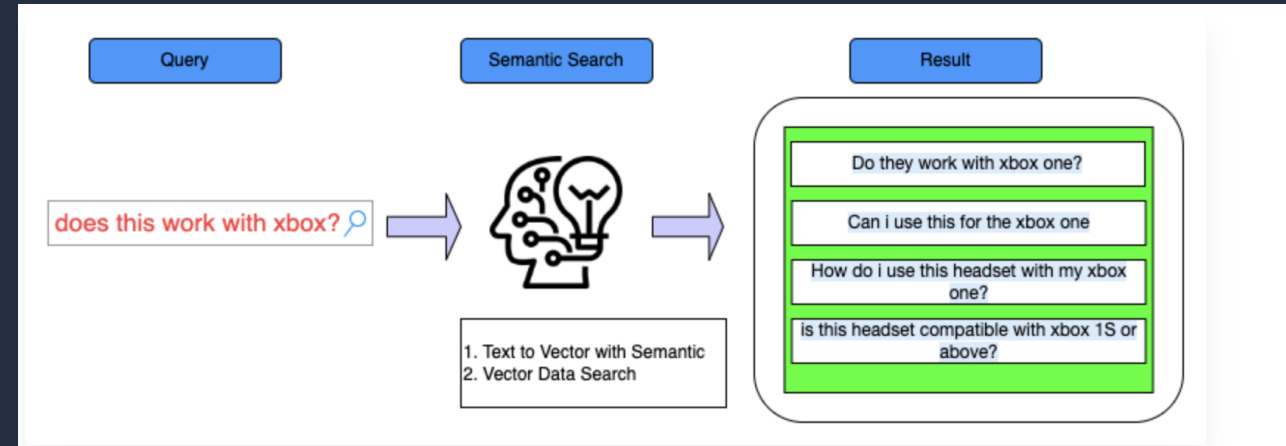 Query
Semantic Search
Result
does this work with xbox?
1. Text to Vector with Semantic
2. Vector Data Search
Do they work with xbox one?
Can i use this for the xbox one
How do i use this headset with my xbox
one?
is this headset compatible with xbox 1S or
above?